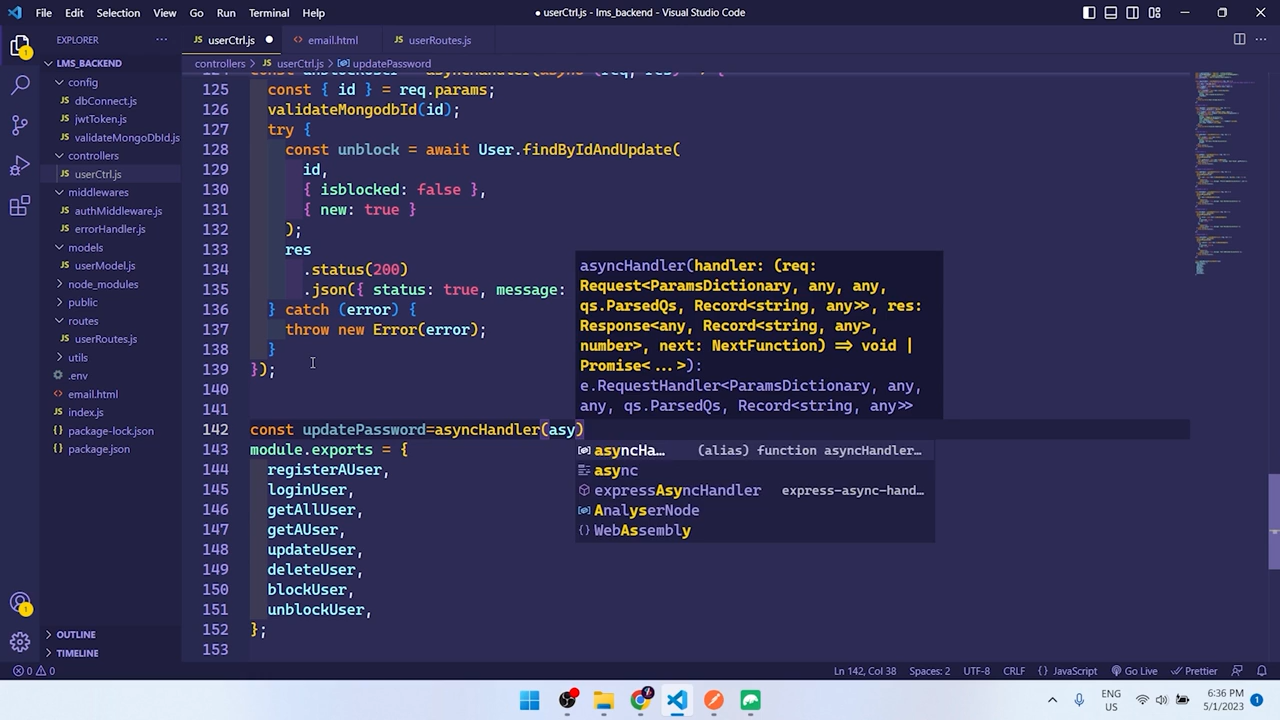 File Edit Selection View Go Run Terminal Help
● userCtrl.js - lms_backend - Visual Studio Code
EXPLORER ...
userCtrl.js ●
email.html
userRoutes.js
LMS_BACKEND
controllers > userCtrl.js > updatePassword
config
dbConnect.js
jwtToken.js
validateMongoDbId.js
controllers
userCtrl.js
middlewares
authMiddleware.js
errorHandler.js
models
userModel.js
node_modules
public
routes
userRoutes.js
utils
.env
email.html
index.js
package-lock.json
package.json
OUTLINE
TIMELINE
124 const unblockUser = asyncHandler(async (req, res) => {
125 const { id } = req.params;
126 validateMongodbId(id);
127 try {
128 const unblock = await User.findByIdAndUpdate(
129 id,
130 { isblocked: false },
131 { new: true }
132 );
133 res
134 .status(200)
135 .json({ status: true, message:
136 } catch (error) {
137 throw new Error(error);
138 }
139 });
140
141
142 const updatePassword=asyncHandler(asy)
143 module.exports = {
144 registerAUser,
145 loginUser,
146 getAllUser,
147 getAUser,
148 updateUser,
149 deleteUser,
150 blockUser,
151 unblockUser,
152 };
153
asyncHandler(handler: (req:
Request<ParamsDictionary, any, any,
qs.ParsedQs, Record<string, any>>, res:
Response<any, Record<string, any>,
number>, next: NextFunction) => void |
Promise<...>):
e.RequestHandler<ParamsDictionary, any,
any, qs.ParsedQs, Record<string, any>>
asyncHa… (alias) function asyncHandler…
async
expressAsyncHandler express-async-hand…
AnalyserNode
WebAssembly
0 0
Ln 142, Col 38 Spaces: 2 UTF-8 CRLF {} JavaScript Go Live Prettier
ENG
US
6:36 PM
5/1/2023
1